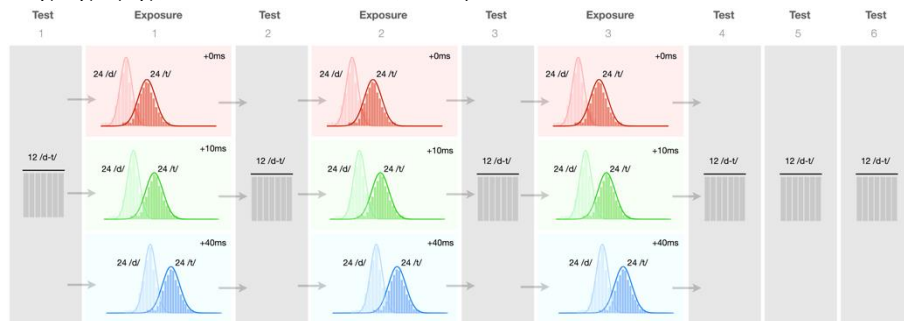 Test Exposure Test Exposure Test Exposure Test Test Test
1 1 2 2 3 3 4 5 6
+0ms +0ms +0ms
24 /d/ 24 /t/ 24 /d/ 24 /t/ 24 /d/ 24 /t/
+10ms +10ms +10ms
12 /d-t/ 24 /d/ 24 /t/ 12 /d-t/ 24 /d/ 24 /t/ 12 /d-t/ 24 /d/ 24 /t/ 12 /d-t/ 12 /d-t/ 12 /d-t/
+40ms +40ms +40ms
24 /d/ 24 /t/ 24 /d/ 24 /t/ 24 /d/ 24 /t/